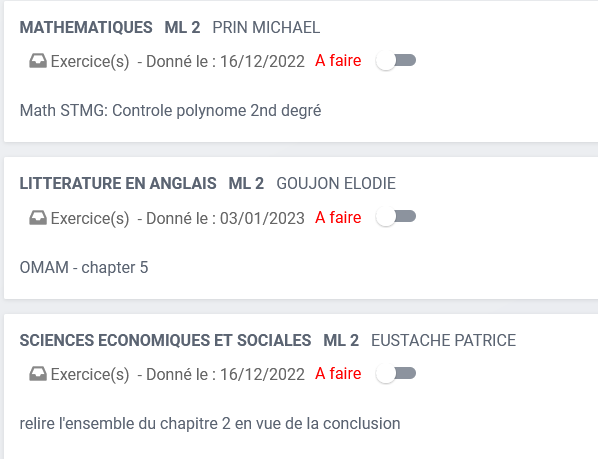 MATHEMATIQUES ML 2 PRIN MICHAEL
Exercice(s) - Donné le : 16/12/2022 A faire
Math STMG: Controle polynome 2nd degré
LITTERATURE EN ANGLAIS ML 2 GOUJON ELODIE
Exercice(s) - Donné le : 03/01/2023 A faire
OMAM - chapter 5
SCIENCES ECONOMIQUES ET SOCIALES ML 2 EUSTACHE PATRICE
Exercice(s) - Donné le : 16/12/2022 A faire
relire l'ensemble du chapitre 2 en vue de la conclusion